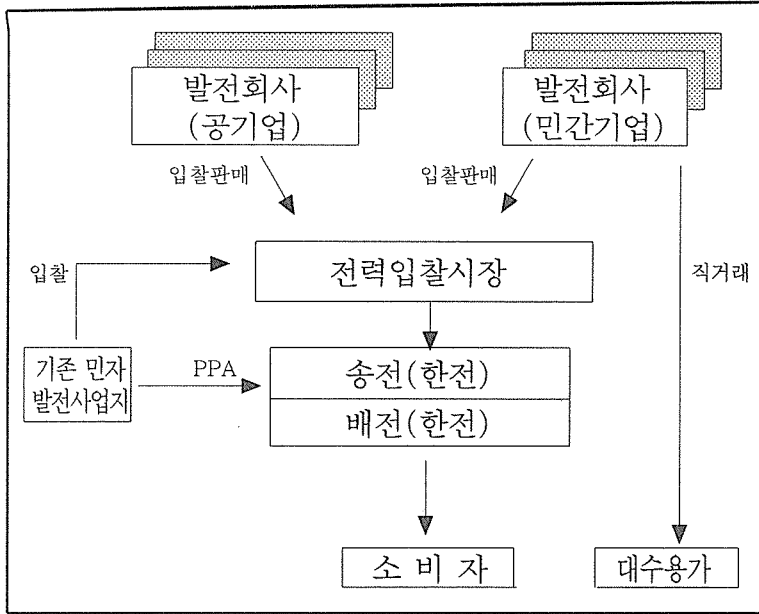 발전회사
(공기업)
발전회사
(민간기업)
입찰판매
입찰판매
입찰
전력입찰시장
직거래
기존 민자
발전사업지
PPA
송전(한전)
배전(한전)
소 비 자
대수용가